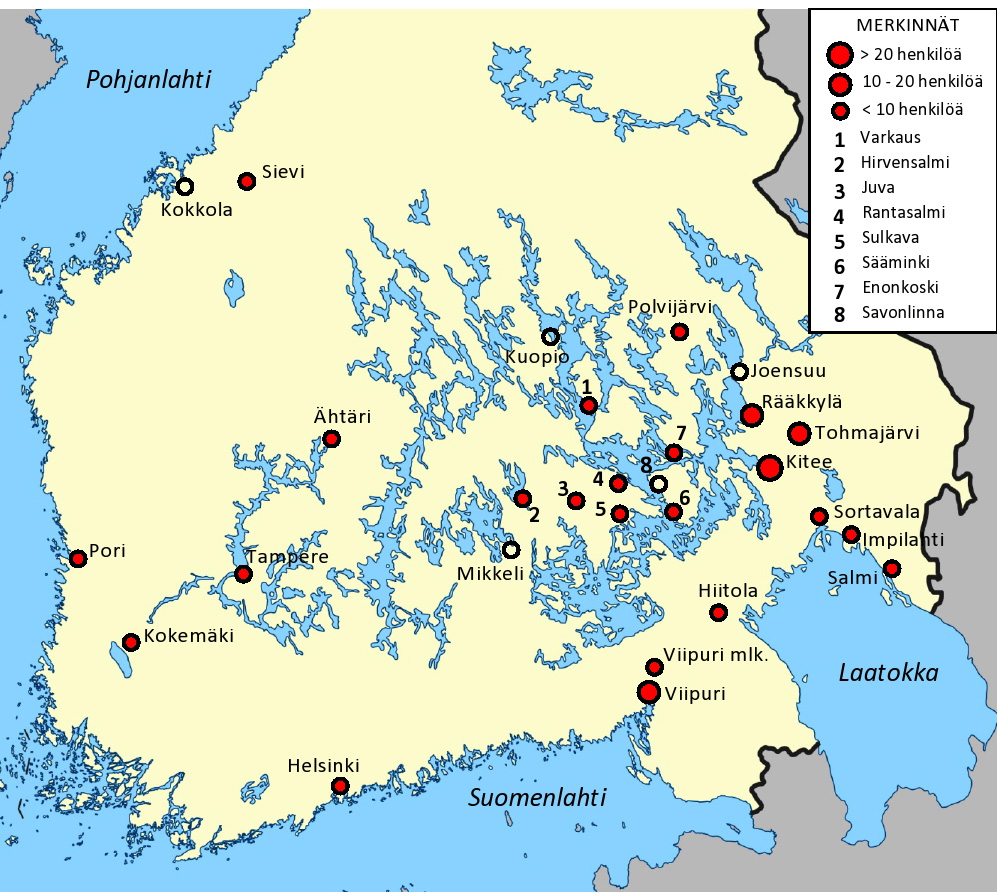 MERKINNÄT
> 20 henkilöä
10 - 20 henkilöä
< 10 henkilöä
1 Varkaus
2 Hirvensalmi
3 Juva
4 Rantasalmi
5 Sulkava
6 Sääminki
7 Enonkoski
8 Savonlinna
Pohjanlahti
Sievi
Kokkola
Polvijärvi
Kuopio
Joensuu
1
Rääkkylä
Ähtäri
Tohmajärvi
7
Kitee
8
4
3
6
5
2
Sortavala
Impilahti
Pori
Tampere
Mikkeli
Salmi
Hiitola
Kokemäki
Viipuri mlk.
Laatokka
Viipuri
Helsinki
Suomenlahti